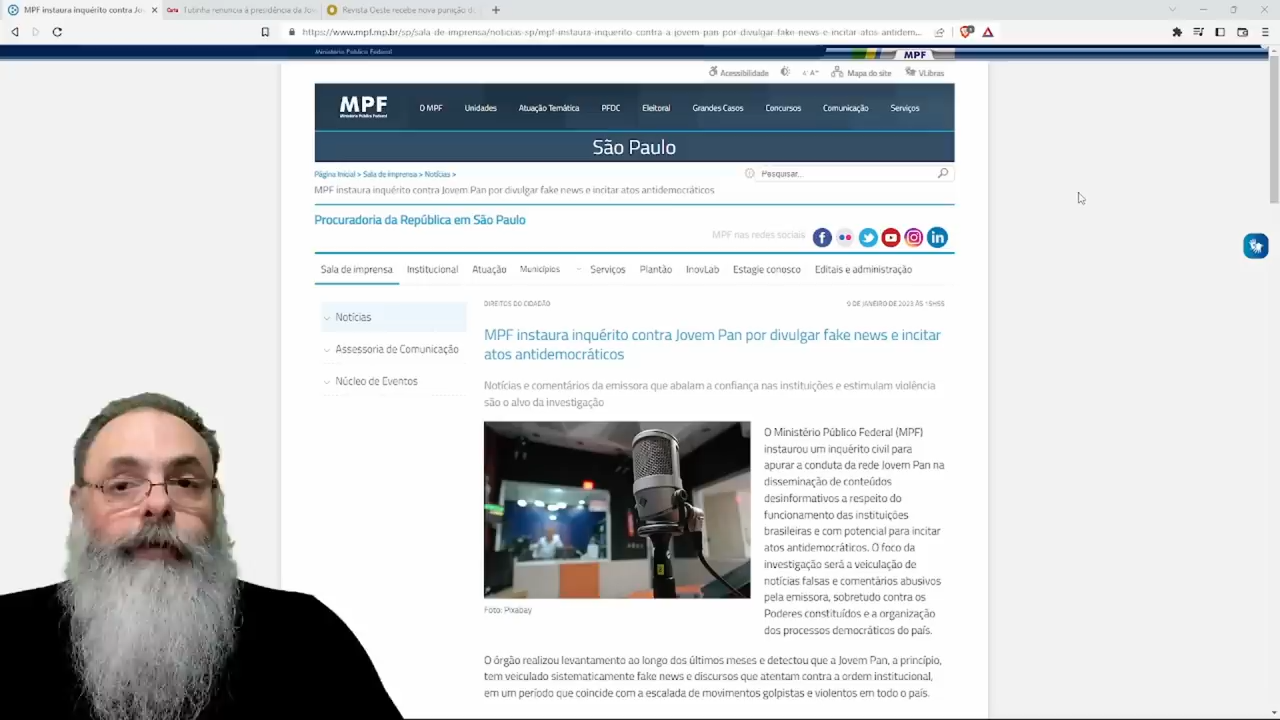 MPF instaura inquérito contra Jo
Tutinha renuncia à presidência da Jov
Revista Oeste recebe nova punição d
https://www.mpf.mp.br/sp/sala-de-imprensa/noticias-sp/mpf-instaura-inquerito-contra-a-jovem-pan-por-divulgar-fake-news-e-incitar-atos-antidem...
Ministério Público Federal
MPF
Acessibilidade
A+ A-
Mapa do site
VLibras
MPF
Ministério Público Federal
O MPF
Unidades
Atuação Temática
PFDC
Eleitoral
Grandes Casos
Concursos
Comunicação
Serviços
São Paulo
Página Inicial > Sala de imprensa > Notícias >
Pesquisar...
MPF instaura inquérito contra Jovem Pan por divulgar fake news e incitar atos antidemocráticos
Procuradoria da República em São Paulo
MPF nas redes sociais
Sala de imprensa
Institucional
Atuação
Municípios
Serviços
Plantão
InovLab
Estagie conosco
Editais e administração
Notícias
Assessoria de Comunicação
Núcleo de Eventos
DIREITOS DO CIDADÃO
9 DE JANEIRO DE 2023 ÀS 15H55
MPF instaura inquérito contra Jovem Pan por divulgar fake news e incitar
atos antidemocráticos
Notícias e comentários da emissora que abalam a confiança nas instituições e estimulam violência
são o alvo da investigação
O Ministério Público Federal (MPF)
instaurou um inquérito civil para
apurar a conduta da rede Jovem Pan na
disseminação de conteúdos
desinformativos a respeito do
funcionamento das instituições
brasileiras e com potencial para incitar
atos antidemocráticos. O foco da
investigação será a veiculação de
notícias falsas e comentários abusivos
pela emissora, sobretudo contra os
Poderes constituídos e a organização
dos processos democráticos do país.
Foto: Pixabay
O órgão realizou levantamento ao longo dos últimos meses e detectou que a Jovem Pan, a princípio,
tem veiculado sistematicamente fake news e discursos que atentam contra a ordem institucional,
em um período que coincide com a escalada de movimentos golpistas e violentos em todo o país.